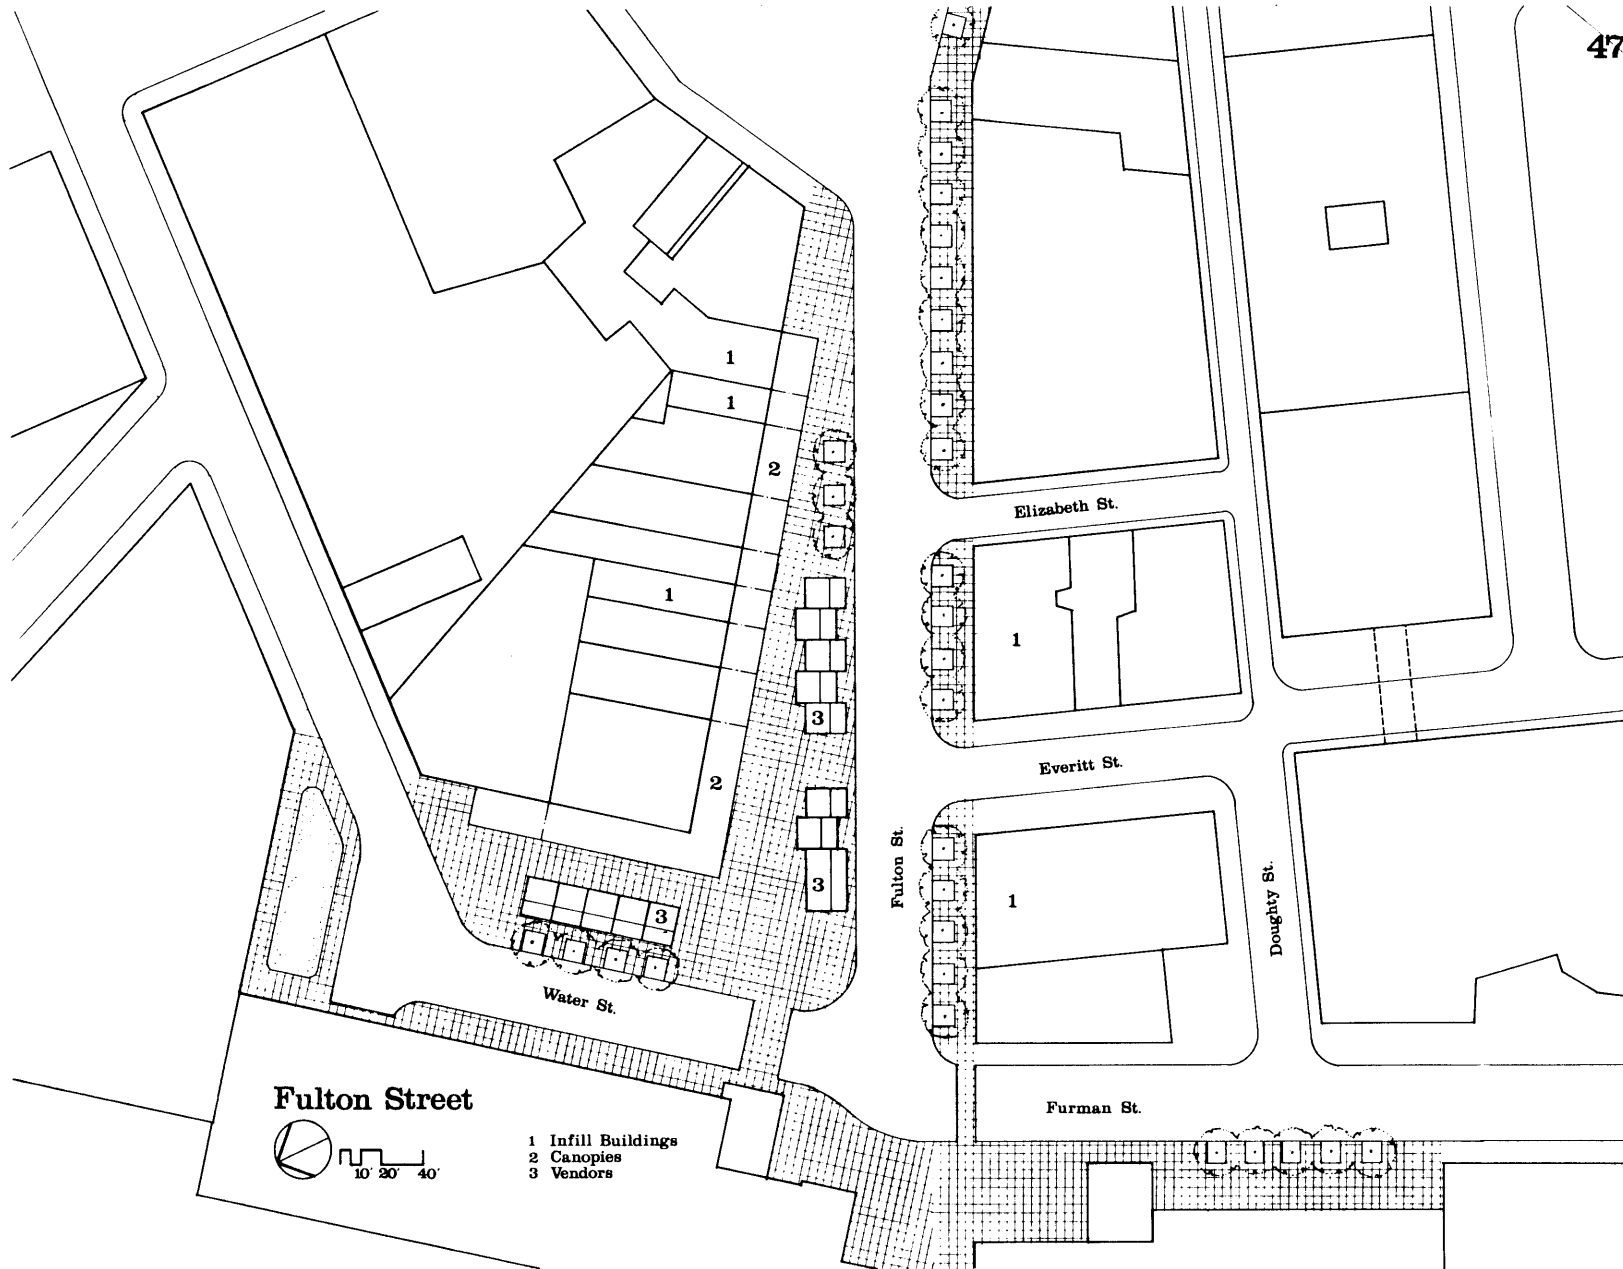 47
1
1
2
Elizabeth St.
1
1
3
Everitt St.
2
Fulton St.
3
1
Doughty St.
3
Water St.
Fulton Street
Furman St.
10' 20' 40'
1 Infill Buildings
2 Canopies
3 Vendors